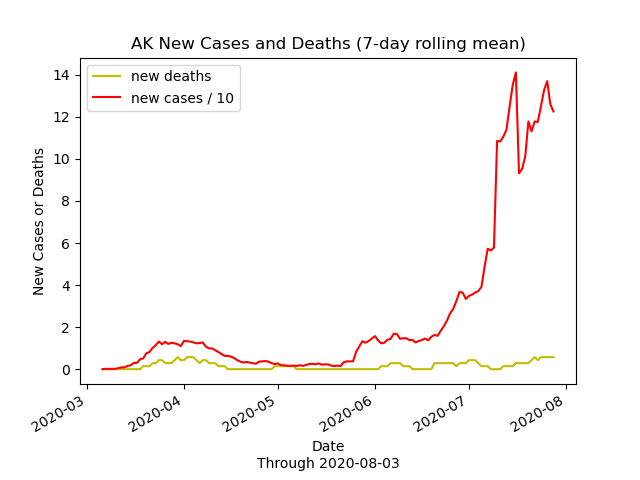 AK New Cases and Deaths (7-day rolling mean)
new deaths
new cases / 10
14
12
10
8
6
4
2
0
New Cases or Deaths
2020-03
2020-04
2020-05
2020-06
2020-07
2020-08
Date
Through 2020-08-03